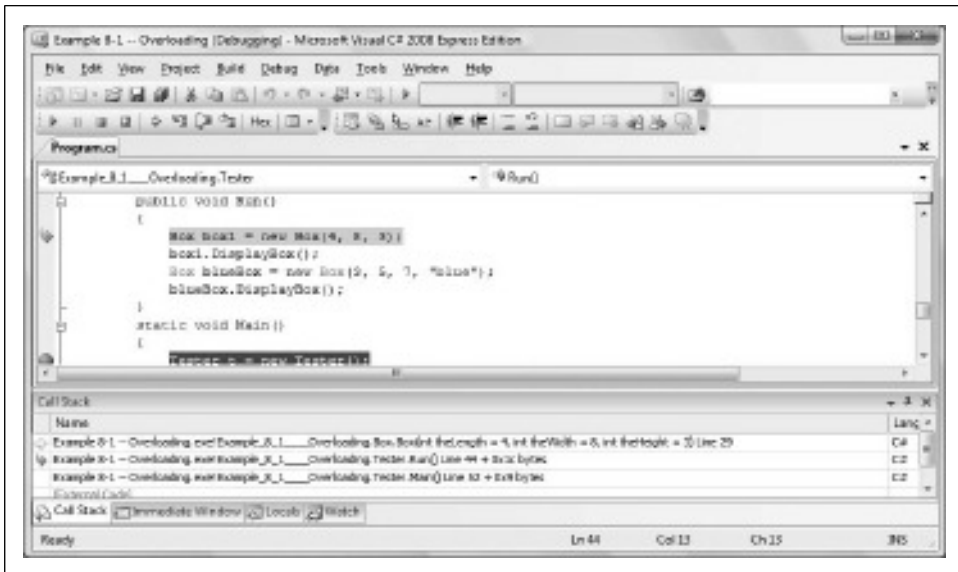 Example 8-1 -- Overloading (Debugging) - Microsoft Visual C# 2008 Express Edition
File Edit View Project Build Debug Data Tools Window Help
Hex
Program.cs
Example_8_1___Overloading.Tester
Run()
public void Run()
{
Box box1 = new Box(4, 8, 3);
box1.DisplayBox();
Box blueBox = new Box(3, 5, 7, "blue");
blueBox.DisplayBox();
}
static void Main()
{
Tester t = new Tester();
Call Stack
Name Lang
Example 8-1 -- Overloading.exe!Example_8_1___Overloading.Box.Box(int theLength = 4, int theWidth = 8, int theHeight = 3) Line 29 C#
Example 8-1 -- Overloading.exe!Example_8_1___Overloading.Tester.Run() Line 44 + bytes C#
Example 8-1 -- Overloading.exe!Example_8_1___Overloading.Tester.Main() Line 52 + bytes C#
[External Code]
Call Stack Immediate Window Locals Watch
Ready Ln 44 Col 13 Ch 13 INS